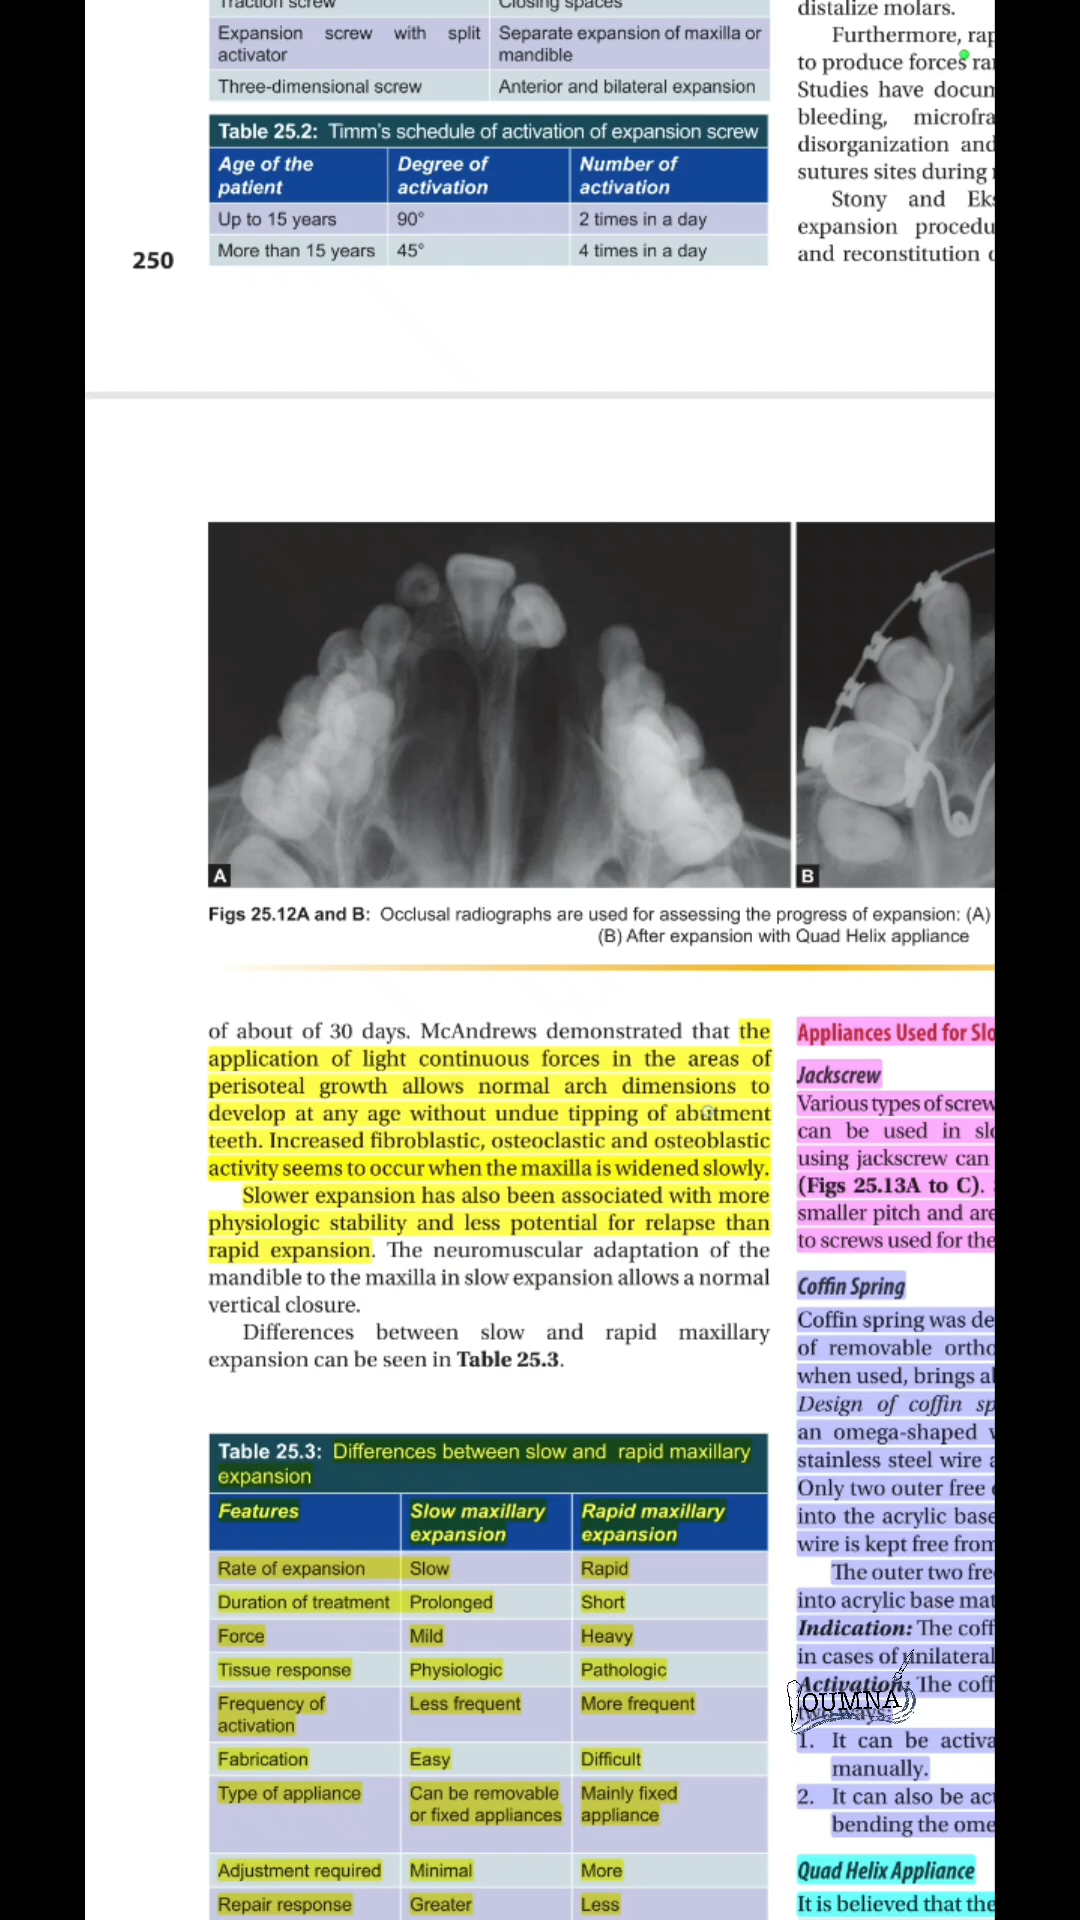 Traction screw Closing spaces
Expansion screw with split activator Separate expansion of maxilla or mandible
Three-dimensional screw Anterior and bilateral expansion
Table 25.2: Timm's schedule of activation of expansion screw
Age of the patient Degree of activation Number of activation
Up to 15 years 90° 2 times in a day
More than 15 years 45° 4 times in a day
250
distalize molars.
Furthermore,
to produce forces
Studies have
bleeding,
disorganization and
sutures sites during
Stony and
expansion
and reconstitution
A
B
Figs 25.12A and B: Occlusal radiographs are used for assessing the progress of expansion: (A)
(B) After expansion with Quad Helix appliance
of about of 30 days. McAndrews demonstrated that the
application of light continuous forces in the areas of
perisoteal growth allows normal arch dimensions to
develop at any age without undue tipping of abutment
teeth. Increased fibroblastic, osteoclastic and osteoblastic
activity seems to occur when the maxilla is widened slowly.
Slower expansion has also been associated with more
physiologic stability and less potential for relapse than
rapid expansion. The neuromuscular adaptation of the
mandible to the maxilla in slow expansion allows a normal
vertical closure.
Differences between slow and rapid maxillary
expansion can be seen in Table 25.3.
Table 25.3: Differences between slow and rapid maxillary
expansion
Features Slow maxillary expansion Rapid maxillary expansion
Rate of expansion Slow Rapid
Duration of treatment Prolonged Short
Force Mild Heavy
Tissue response Physiologic Pathologic
Frequency of activation Less frequent More frequent
Fabrication Easy Difficult
Type of appliance Can be removable or fixed appliances Mainly fixed appliance
Adjustment required Minimal More
Repair response Greater Less
Appliances Used for
Jackscrew
Various types of screw
can be used in
using jackscrew can
(Figs 25.13A to C).
smaller pitch and are
to screws used for the
Coffin Spring
Coffin spring was
of removable
when used, brings
Design of coffin
an omega-shaped
stainless steel wire
Only two outer free
into the acrylic base
wire is kept free from
The outer two
into acrylic base
Indication: The
in cases of unilateral
Activation: The
two ways:
OUMNA
1. It can be
manually.
2. It can also be
bending the
Quad Helix Appliance
It is believed that the